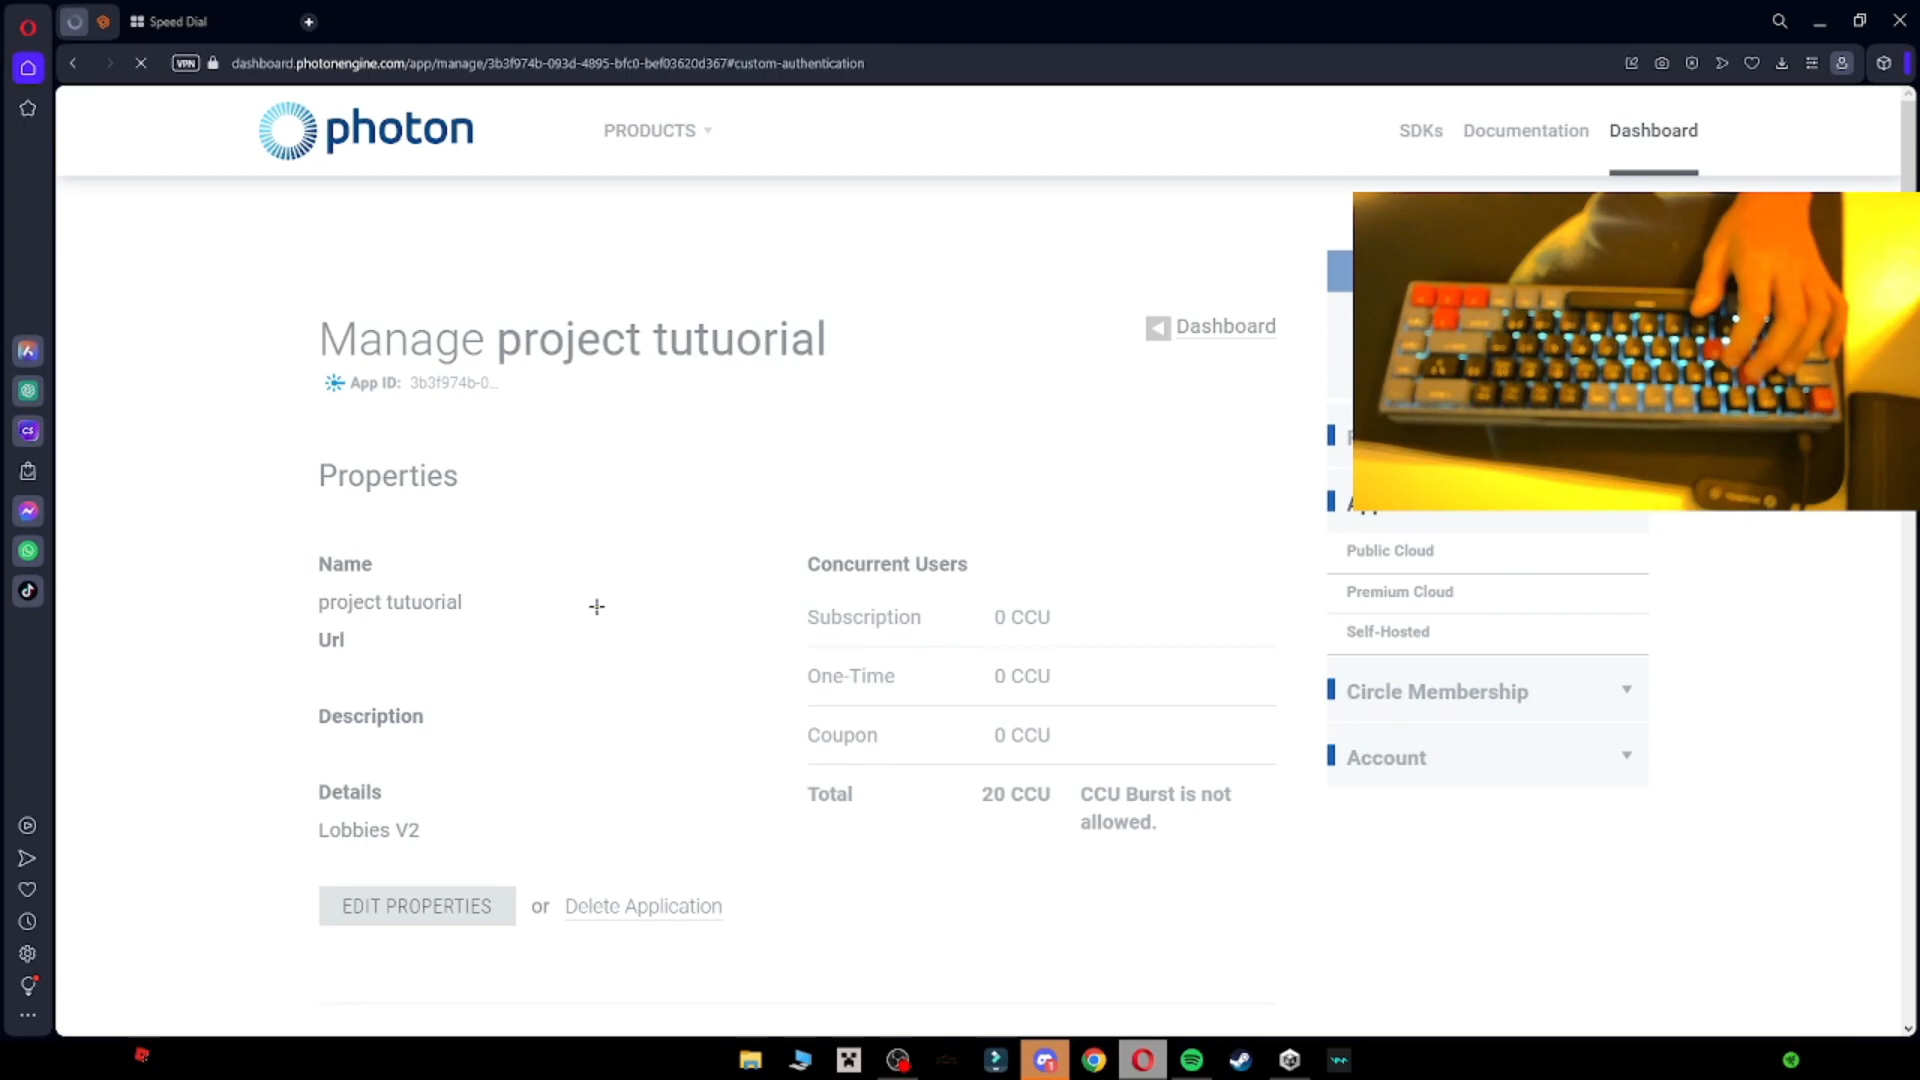 Speed Dial
VPN
dashboard.photonengine.com/app/manage/3b3f974b-093d-4895-bfc0-bef03620d367#custom-authentication
photon
PRODUCTS
SDKs
Documentation
Dashboard
Manage project tutuorial
App ID: 3b3f974b-0...
Dashboard
Properties
Name
project tutuorial
Url
Description
Details
Lobbies V2
EDIT PROPERTIES
or
Delete Application
Concurrent Users
Subscription 0 CCU
One-Time 0 CCU
Coupon 0 CCU
Total 20 CCU CCU Burst is not
allowed.
Public Cloud
Premium Cloud
Self-Hosted
Circle Membership
Account
CS